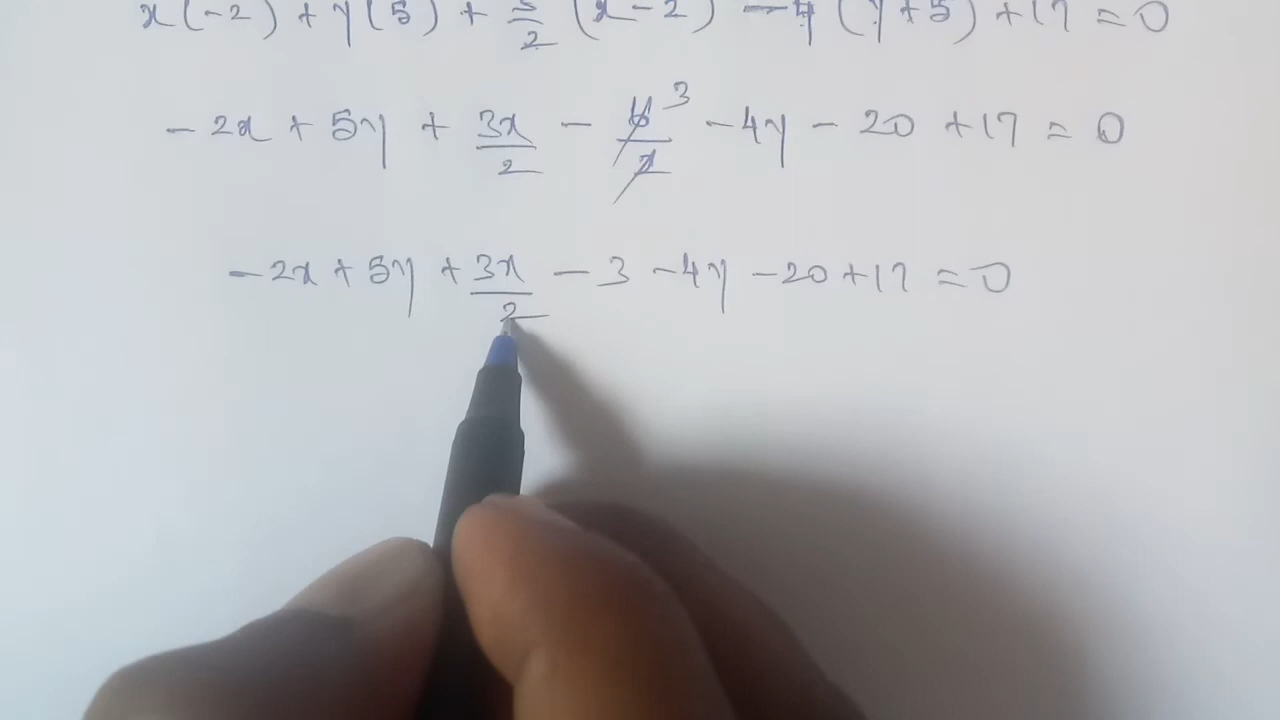 x(-2) + y(5) + 3/2 (x-2) - 4 (y+5) + 17 = 0
-2x + 5y + 3x/2 - 6/2 3 - 4y - 20 + 17 = 0
-2x + 5y + 3x/2 - 3 - 4y - 20 + 17 = 0